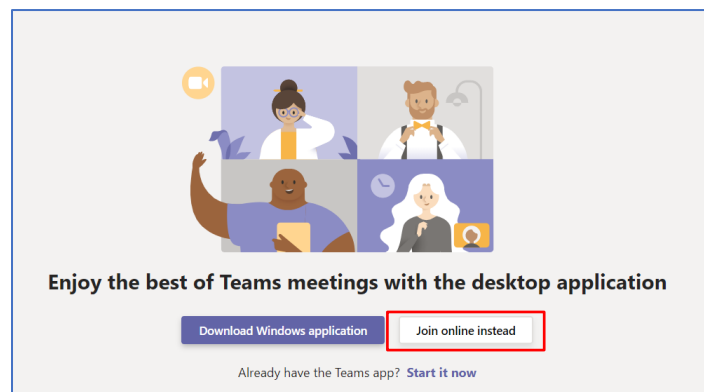 Enjoy the best of Teams meetings with the desktop application
Download Windows application
Join online instead
Already have the Teams app? Start it now